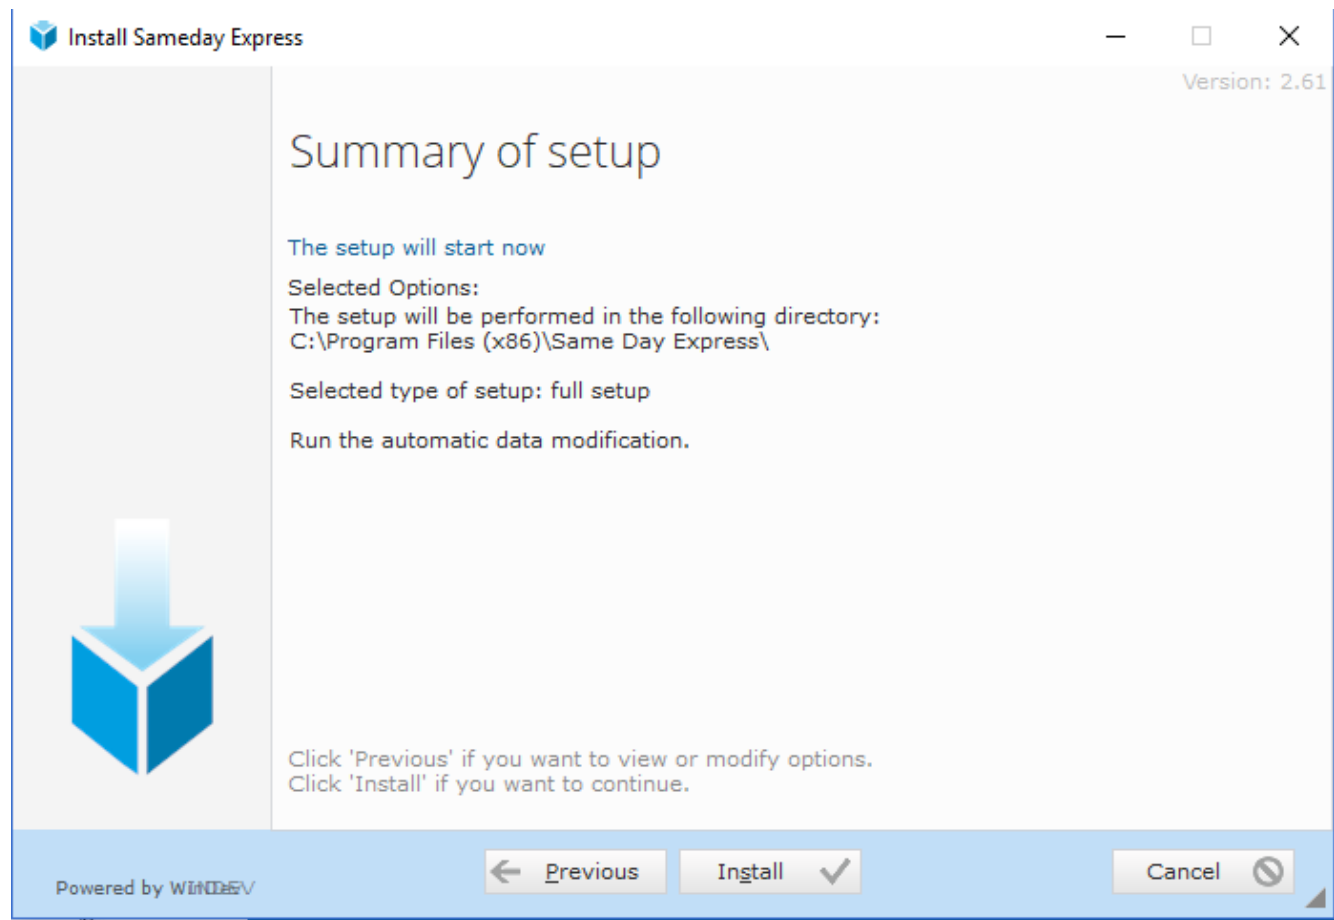 Install Sameday Express
Version: 2.61
Summary of setup
The setup will start now
Selected Options:
The setup will be performed in the following directory:
C:\Program Files (x86)\Same Day Express\
Selected type of setup: full setup
Run the automatic data modification.
Click 'Previous' if you want to view or modify options.
Click 'Install' if you want to continue.
Previous
Install
Cancel
Powered by